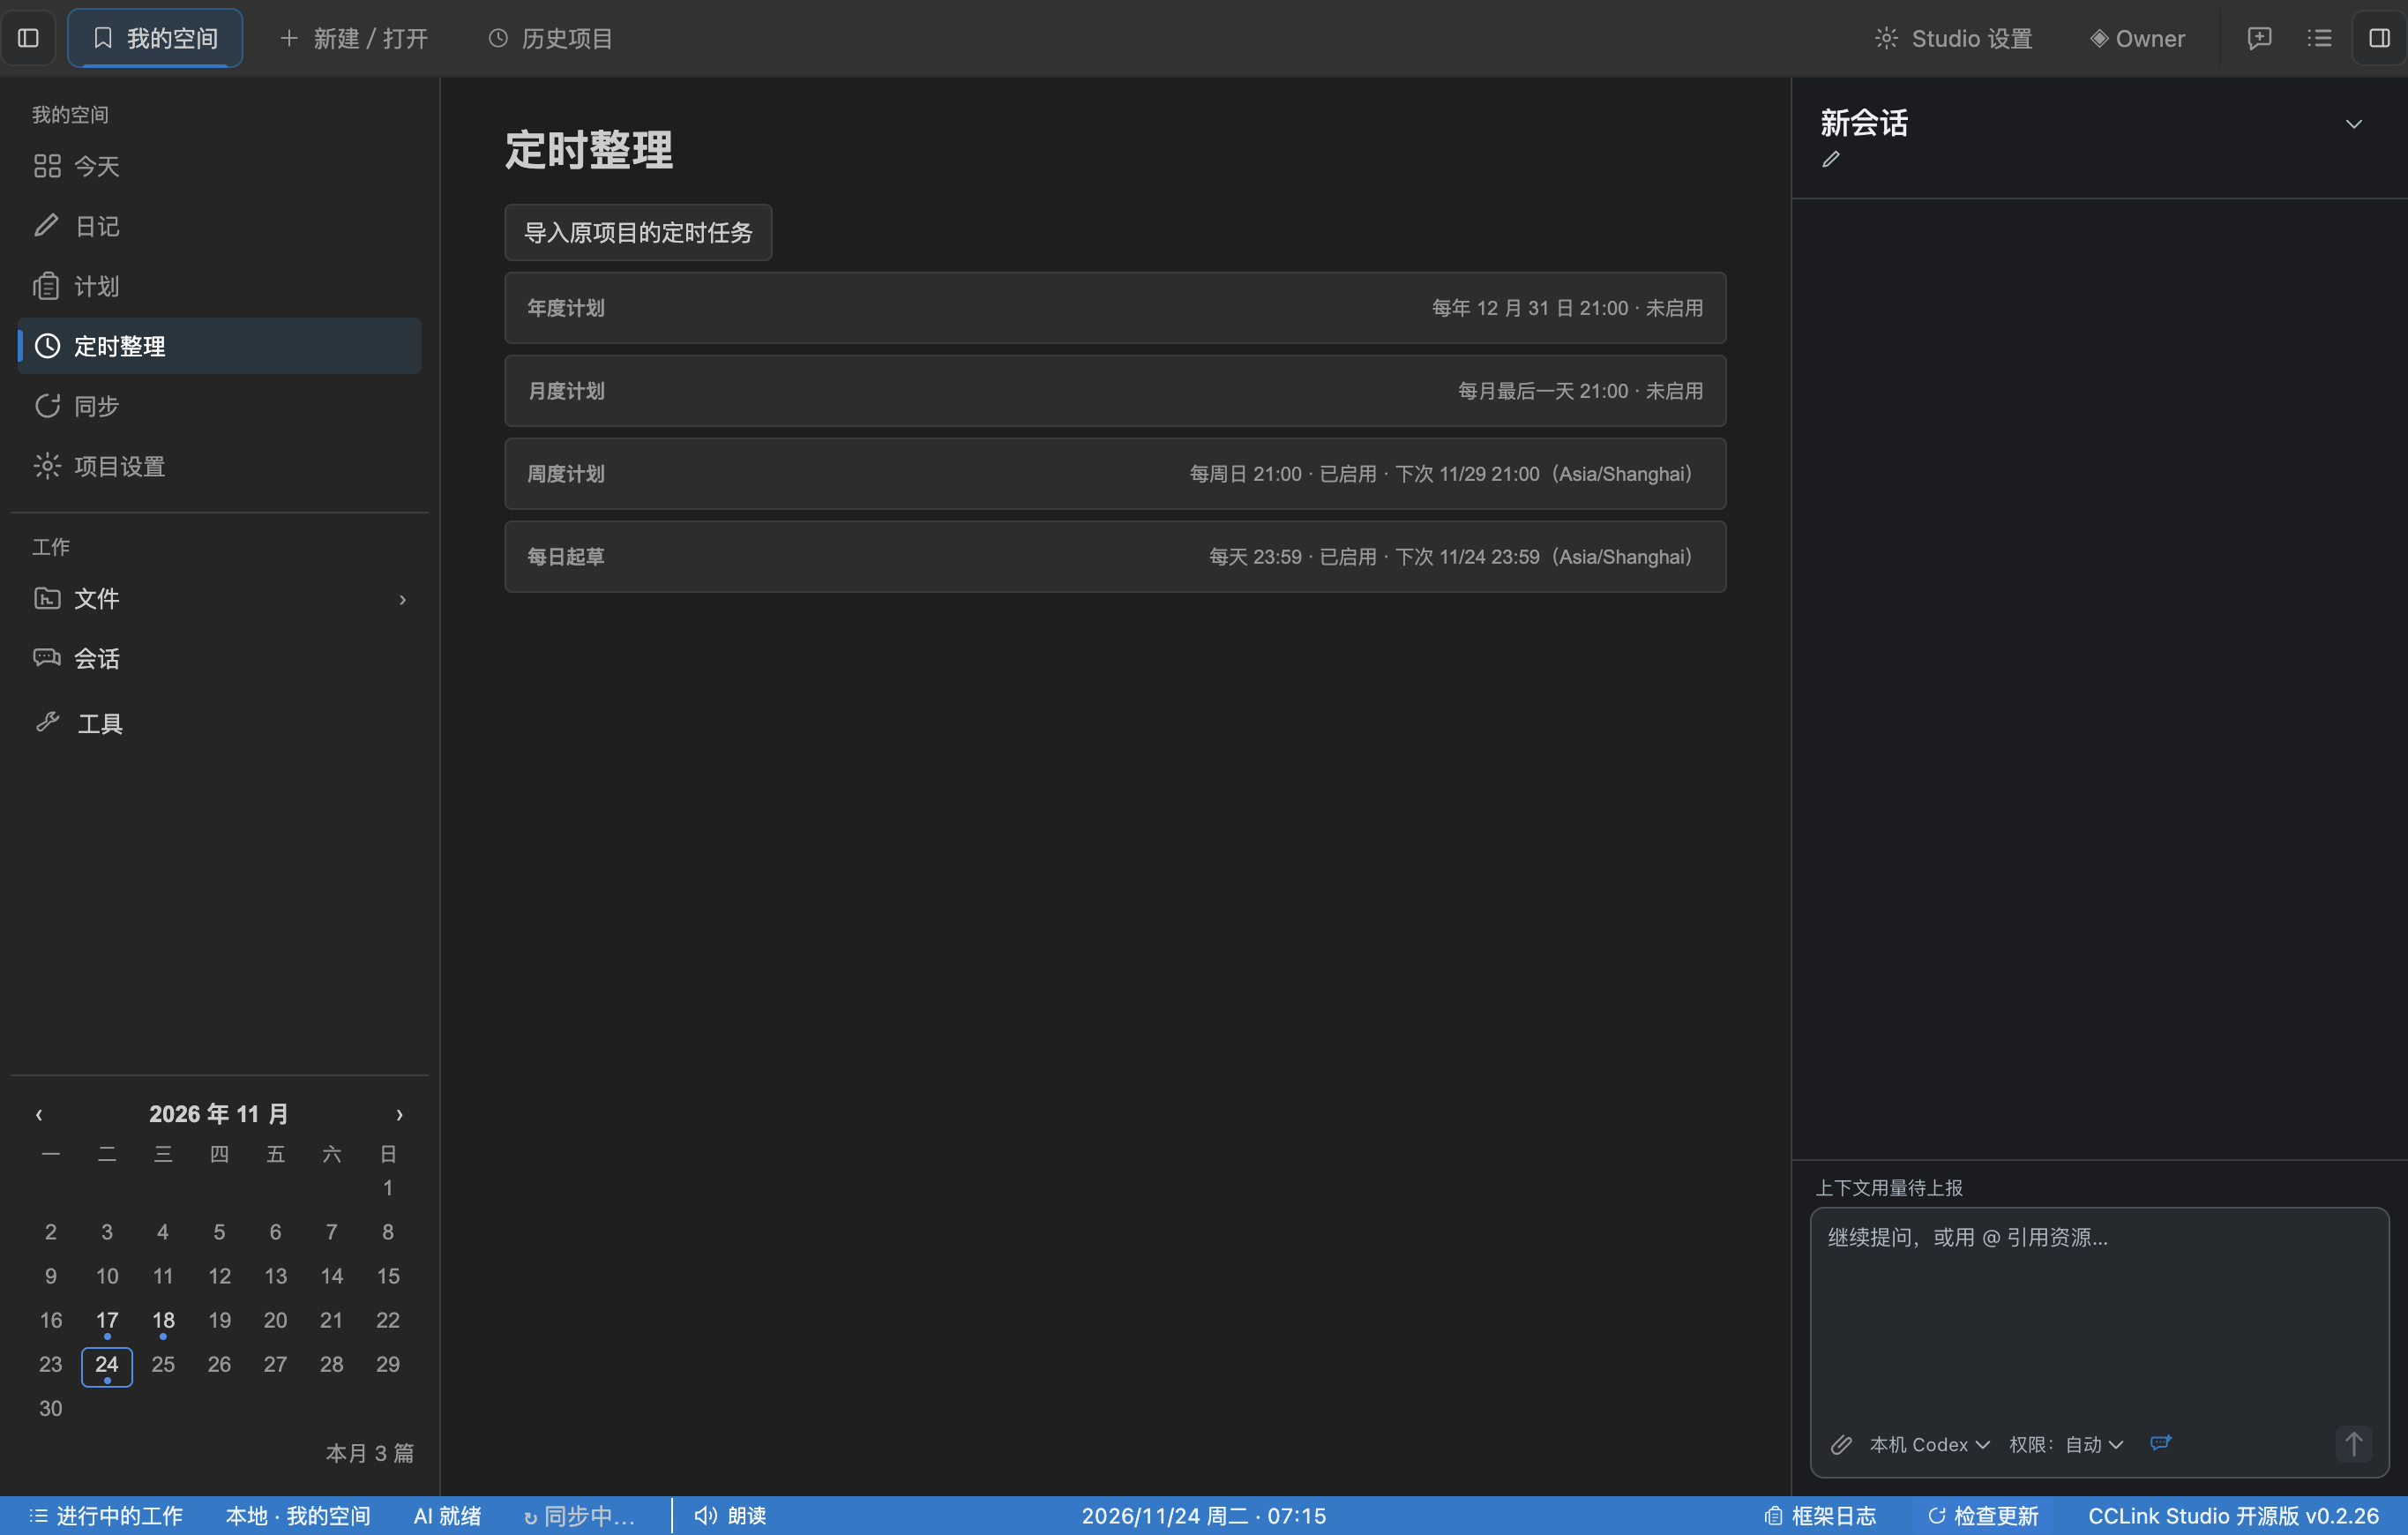 我的空间
新建 / 打开
历史项目
Studio 设置
Owner
我的空间
今天
日记
计划
定时整理
同步
项目设置
工作
文件
会话
工具
2026 年 11 月
一 二 三 四 五 六 日
1
2 3 4 5 6 7 8
9 10 11 12 13 14 15
16 17 18 19 20 21 22
23 24 25 26 27 28 29
30
本月 3 篇
定时整理
导入原项目的定时任务
年度计划 每年 12 月 31 日 21:00 · 未启用
月度计划 每月最后一天 21:00 · 未启用
周度计划 每周日 21:00 · 已启用 · 下次 11/29 21:00（Asia/Shanghai）
每日起草 每天 23:59 · 已启用 · 下次 11/24 23:59（Asia/Shanghai）
新会话
上下文用量待上报
继续提问，或用 @ 引用资源...
本机 Codex 权限：自动
进行中的工作 本地 · 我的空间 AI 就绪 同步中... 朗读 2026/11/24 周二 · 07:15 框架日志 检查更新 CCLink Studio 开源版 v0.2.26